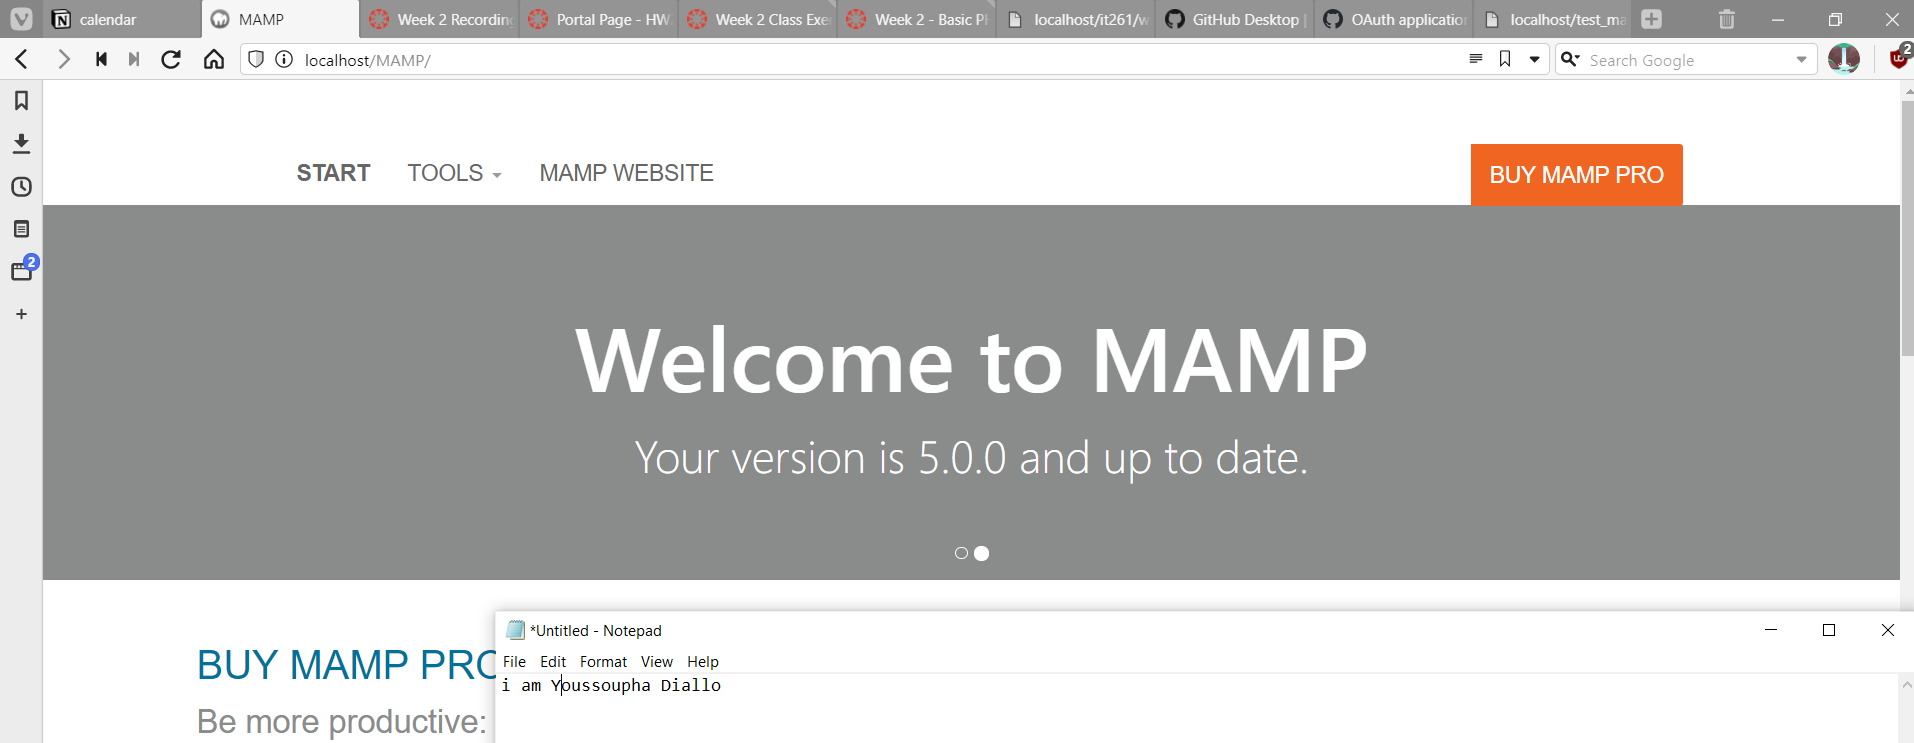 calendar
MAMP
Week 2 Recording
Portal Page - HW
Week 2 Class Exe
Week 2 - Basic P
localhost/it261/w
GitHub Desktop |
OAuth application
localhost/test_ma
localhost/MAMP/
Search Google
2
2
START TOOLS MAMP WEBSITE
BUY MAMP PRO
Welcome to MAMP
Your version is 5.0.0 and up to date.
*Untitled - Notepad
File Edit Format View Help
i am Youssoupha Diallo
BUY MAMP PRO
Be more productive: